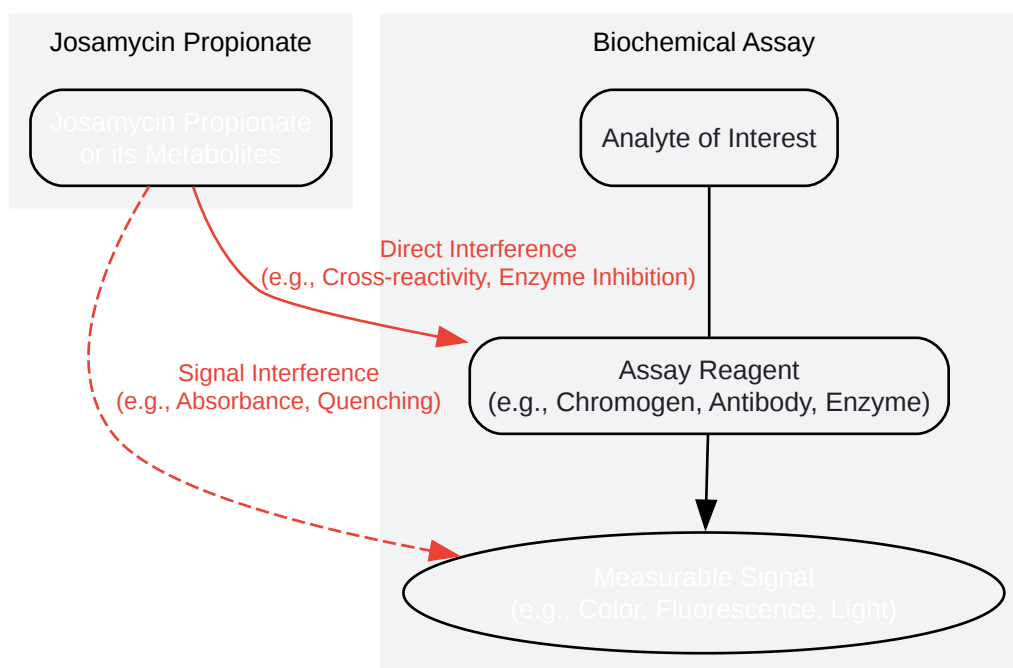 Josamycin Propionate
Biochemical Assay
Josamycin Propionate
or its Metabolites
Analyte of Interest
Direct Interference
(e.g., Cross-reactivity, Enzyme Inhibition)
Signal Interference
(e.g., Absorbance, Quenching)
Assay Reagent
(e.g., Chromogen, Antibody, Enzyme)
Measurable Signal
(e.g., Color, Fluorescence, Light)